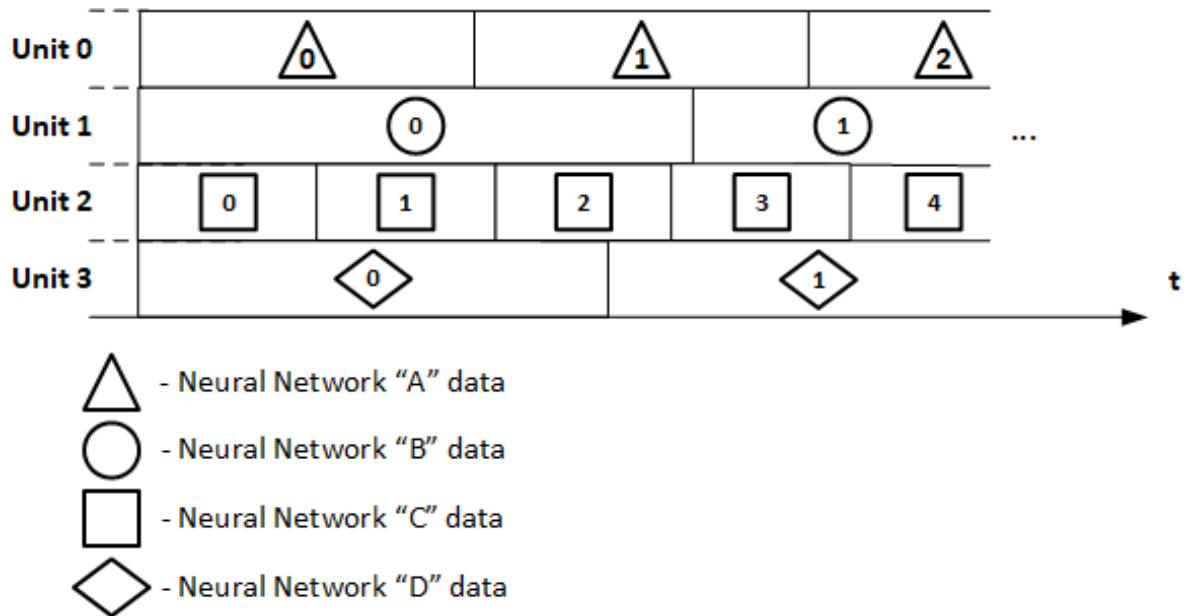 Unit 0 0 1 2
Unit 1 0 1 ...
Unit 2 0 1 2 3 4
Unit 3 0 1 t
- Neural Network “A” data
- Neural Network “B” data
- Neural Network “C” data
- Neural Network “D” data